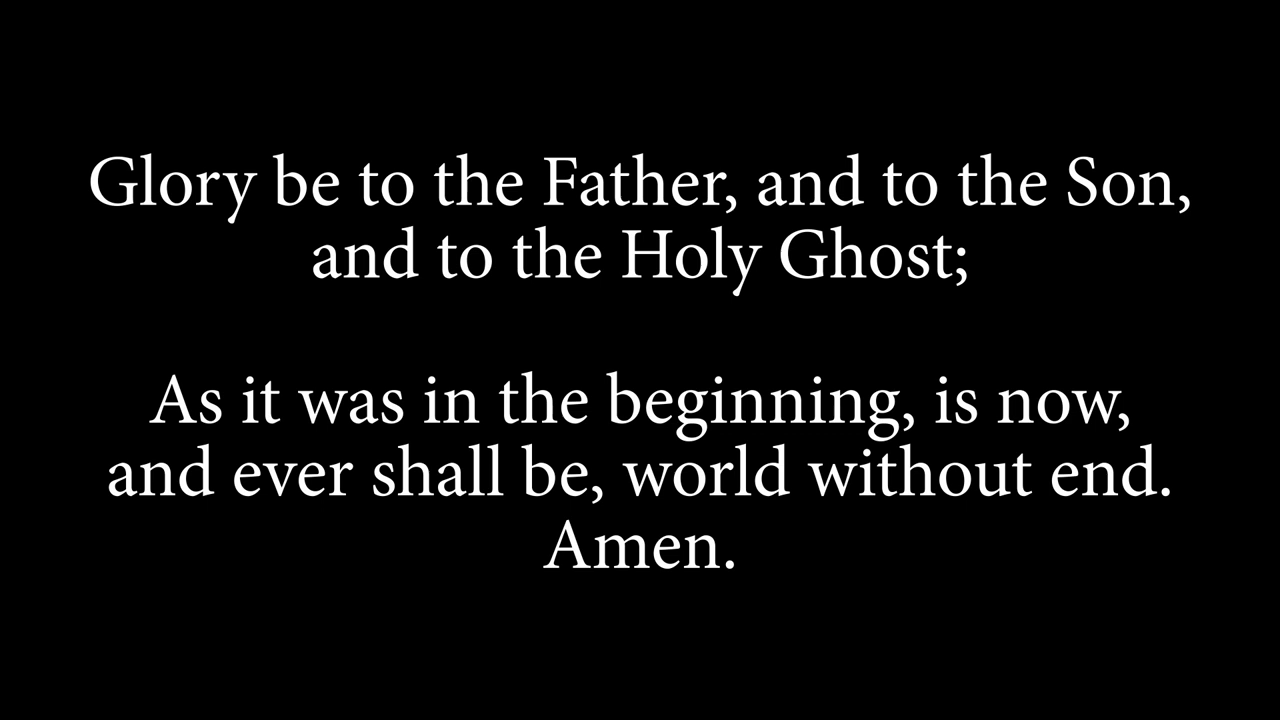 Glory be to the Father, and to the Son,
and to the Holy Ghost;
As it was in the beginning, is now,
and ever shall be, world without end.
Amen.